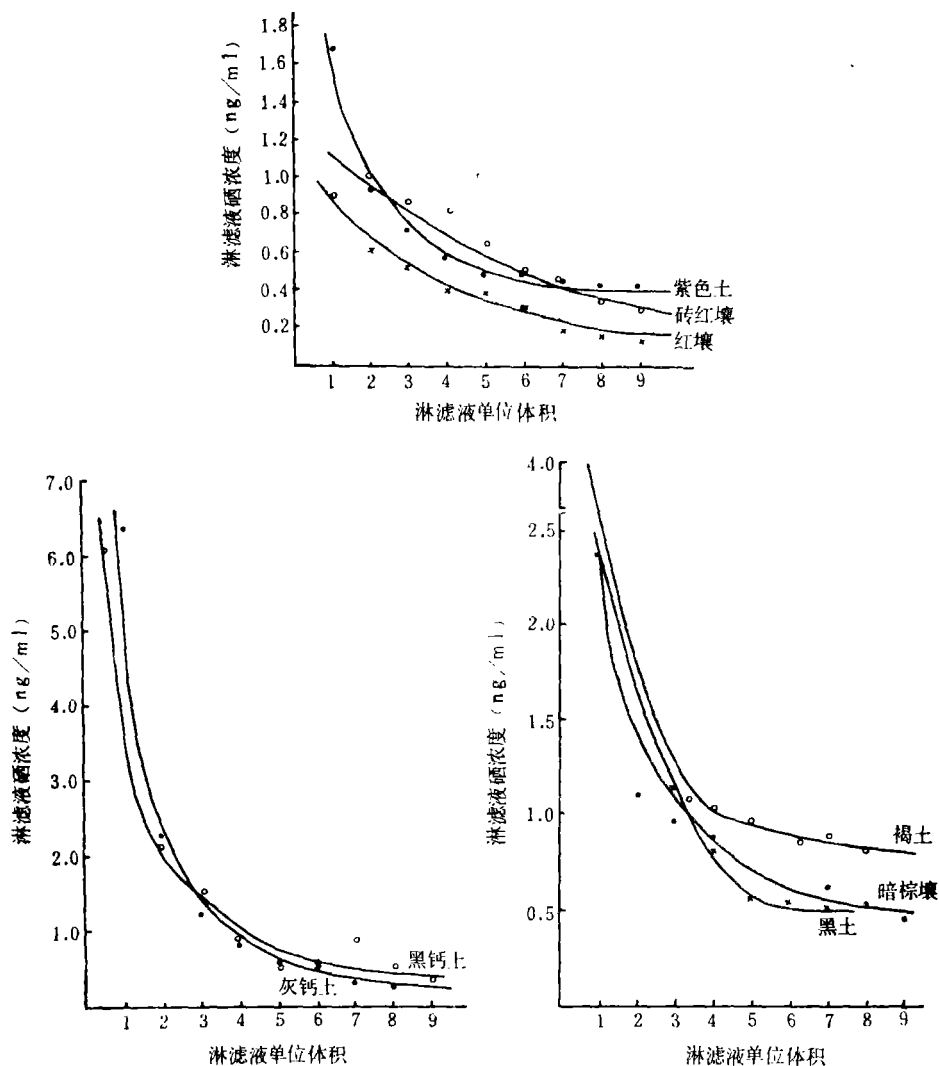 淋滤液硒浓度（ng/ml）
1.8
1.6
1.4
1.2
1.0
0.8
0.6
0.4
0.2
紫色土
砖红壤
红壤
1 2 3 4 5 6 7 8 9
淋滤液单位体积
淋滤液硒浓度（ng/ml）
7.0
6.0
5.0
4.0
3.0
2.0
1.0
黑钙土
灰钙土
1 2 3 4 5 6 7 8 9
淋滤液单位体积
淋滤液硒浓度（ng/ml）
4.0
2.5
2.0
1.5
1.0
0.5
褐土
暗棕壤
黑土
1 2 3 4 5 6 7 8 9
淋滤液单位体积